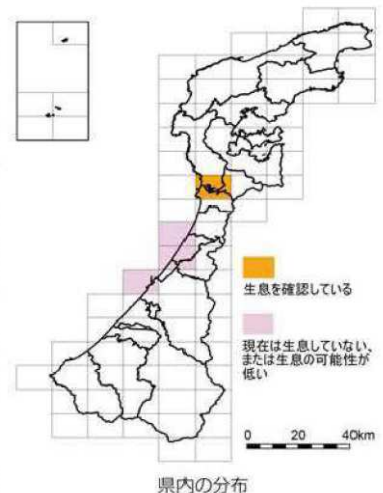 生息を確認している
現在は生息していない、
または生息の可能性が
低い
0 20 40km
県内の分布